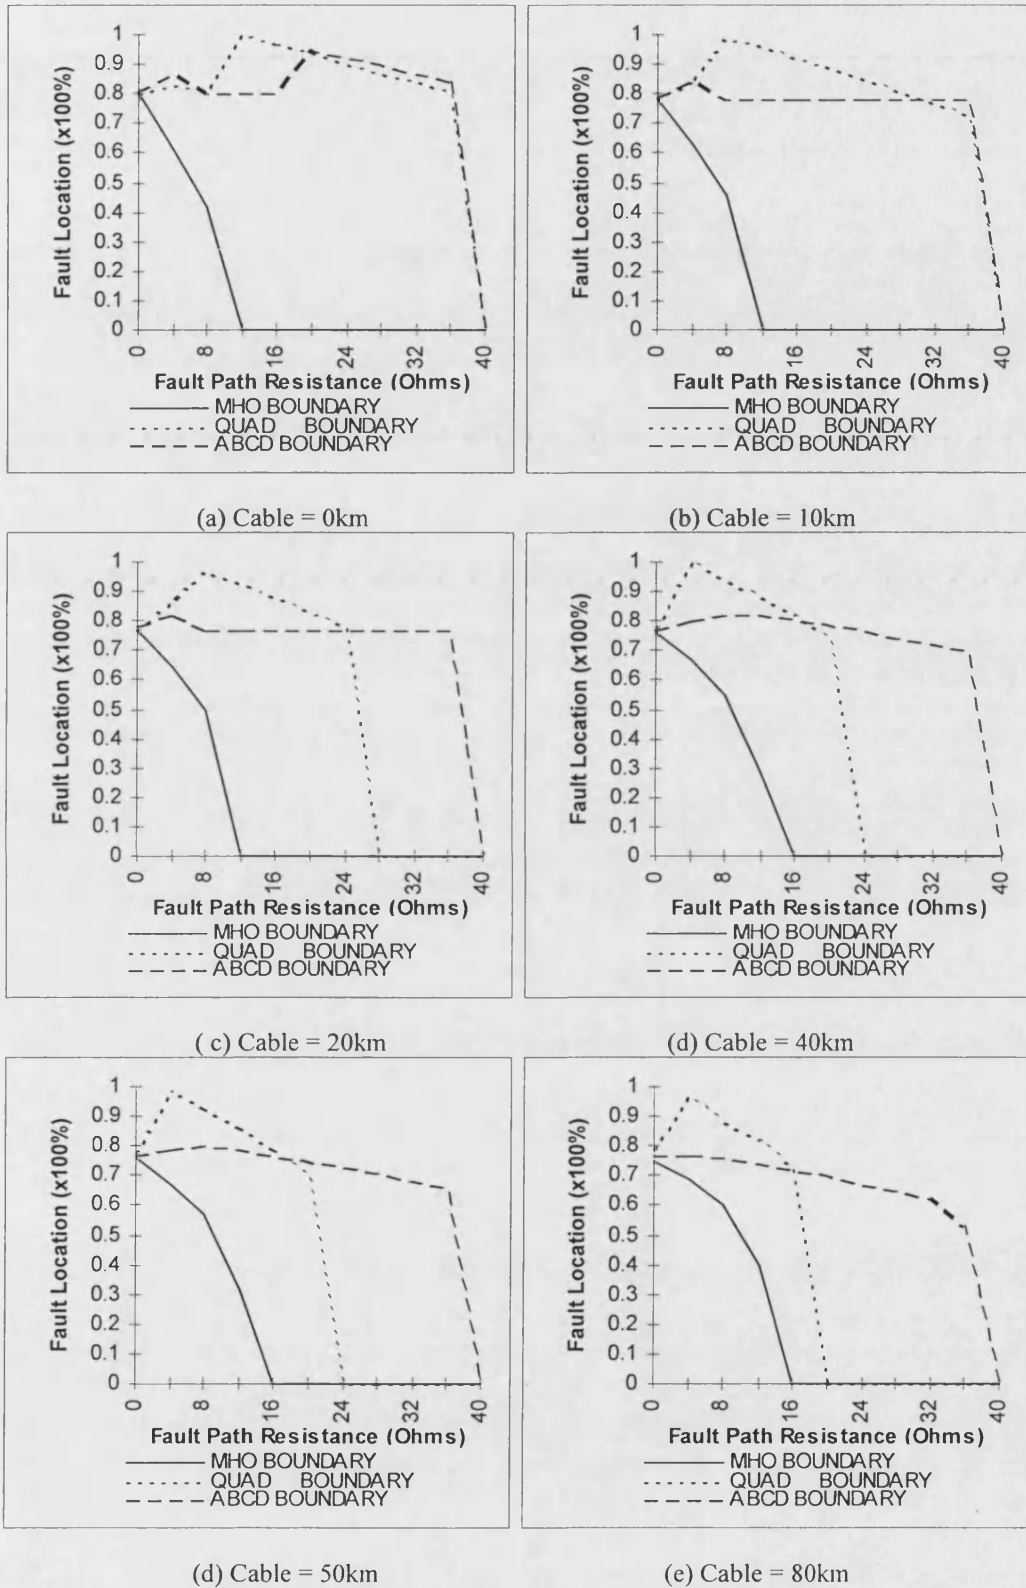 Fault Location (x100%)
1
0.9
0.8
0.7
0.6
0.5
0.4
0.3
0.2
0.1
0
0 8 16 24 32 40
Fault Path Resistance (Ohms)
MHO BOUNDARY
QUAD BOUNDARY
ABCD BOUNDARY
(a) Cable = 0km
Fault Location (x100%)
1
0.9
0.8
0.7
0.6
0.5
0.4
0.3
0.2
0.1
0
0 8 16 24 32 40
Fault Path Resistance (Ohms)
MHO BOUNDARY
QUAD BOUNDARY
ABCD BOUNDARY
(b) Cable = 10km
Fault Location (x100%)
1
0.9
0.8
0.7
0.6
0.5
0.4
0.3
0.2
0.1
0
0 8 16 24 32 40
Fault Path Resistance (Ohms)
MHO BOUNDARY
QUAD BOUNDARY
ABCD BOUNDARY
( c) Cable = 20km
Fault Location (x100%)
1
0.9
0.8
0.7
0.6
0.5
0.4
0.3
0.2
0.1
0
0 8 16 24 32 40
Fault Path Resistance (Ohms)
MHO BOUNDARY
QUAD BOUNDARY
ABCD BOUNDARY
(d) Cable = 40km
Fault Location (x100%)
1
0.9
0.8
0.7
0.6
0.5
0.4
0.3
0.2
0.1
0
0 8 16 24 32 40
Fault Path Resistance (Ohms)
MHO BOUNDARY
QUAD BOUNDARY
ABCD BOUNDARY
(d) Cable = 50km
Fault Location (x100%)
1
0.9
0.8
0.7
0.6
0.5
0.4
0.3
0.2
0.1
0
0 8 16 24 32 40
Fault Path Resistance (Ohms)
MHO BOUNDARY
QUAD BOUNDARY
ABCD BOUNDARY
(e) Cable = 80km